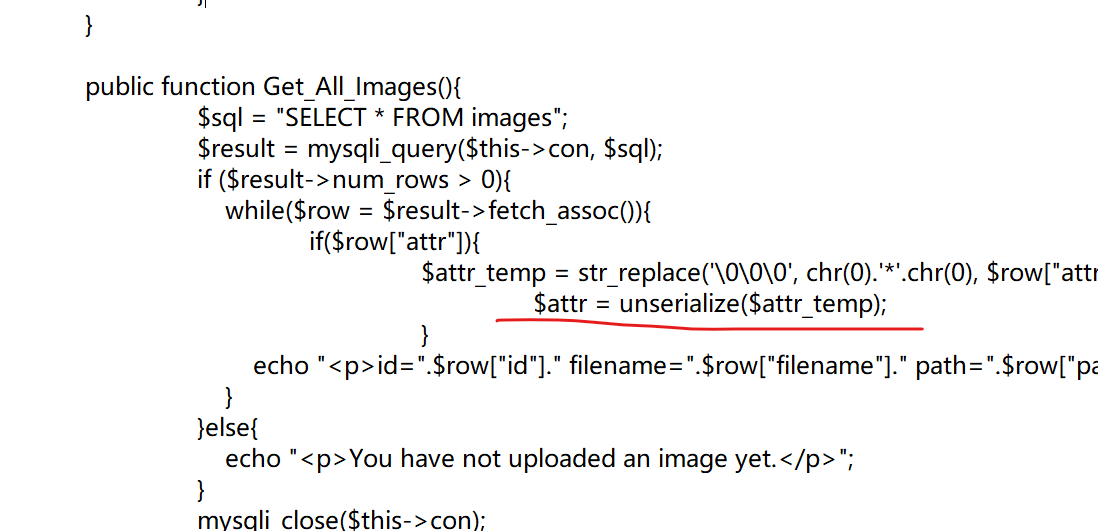 }
}
public function Get_All_Images(){
$sql = "SELECT * FROM images";
$result = mysqli_query($this->con, $sql);
if ($result->num_rows > 0){
while($row = $result->fetch_assoc()){
if($row["attr"]){
$attr_temp = str_replace('\0\0\0', chr(0).'*'.chr(0), $row["attr
$attr = unserialize($attr_temp);
}
echo "<p>id=".$row["id"]." filename=".$row["filename"]." path=".$row["pa
}
}else{
echo "<p>You have not uploaded an image yet.</p>";
}
mysqli_close($this->con);